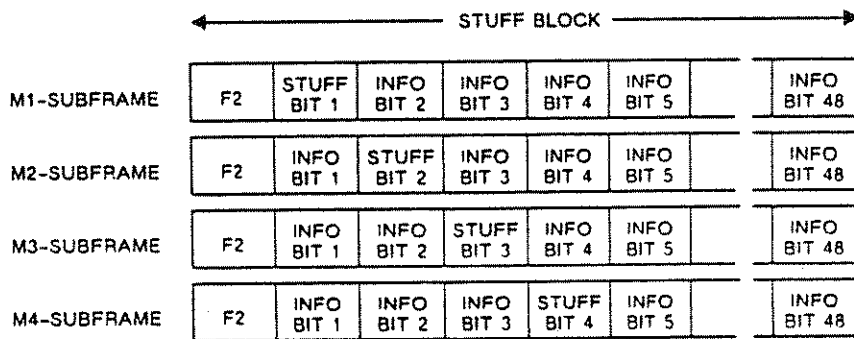 STUFF BLOCK
M1-SUBFRAME F2 STUFF BIT 1 INFO BIT 2 INFO BIT 3 INFO BIT 4 INFO BIT 5 INFO BIT 48
M2-SUBFRAME F2 INFO BIT 1 STUFF BIT 2 INFO BIT 3 INFO BIT 4 INFO BIT 5 INFO BIT 48
M3-SUBFRAME F2 INFO BIT 1 INFO BIT 2 STUFF BIT 3 INFO BIT 4 INFO BIT 5 INFO BIT 48
M4-SUBFRAME F2 INFO BIT 1 INFO BIT 2 INFO BIT 3 STUFF BIT 4 INFO BIT 5 INFO BIT 48